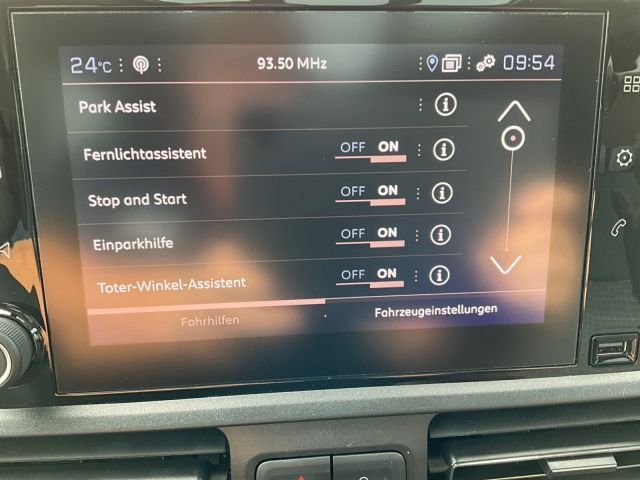 24°C 93.50 MHz 09:54
Park Assist
Fernlichtassistent OFF ON
Stop and Start OFF ON
Einparkhilfe OFF ON
Toter-Winkel-Assistent OFF ON
Fahrhilfen Fahrzeugeinstellungen